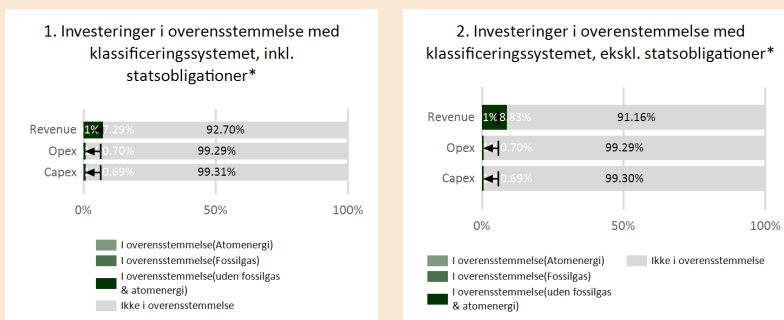 1. Investeringer i overensstemmelse med
klassificeringssystemet, inkl.
statsobligationer*
Revenue 1% 7.29% 92.70%
Opex 0.70% 99.29%
Capex 0.69% 99.31%
0% 50% 100%
I overensstemmelse(Atomenergi)
I overensstemmelse(Fossilgas)
I overensstemmelse(uden fossilgas
& atomenergi)
Ikke i overensstemmelse
2. Investeringer i overenstemmelse med
klassificeringssystemet, ekskl. statsobligationer*
Revenue 1% 8.83% 91.16%
Opex 0.70% 99.29%
Capex 0.69% 99.30%
0% 50% 100%
I overensstemmelse(Atomenergi) Ikke i overensstemmelse
I overensstemmelse(Fossilgas)
I overensstemmelse(uden fossilgas
& atomenergi)